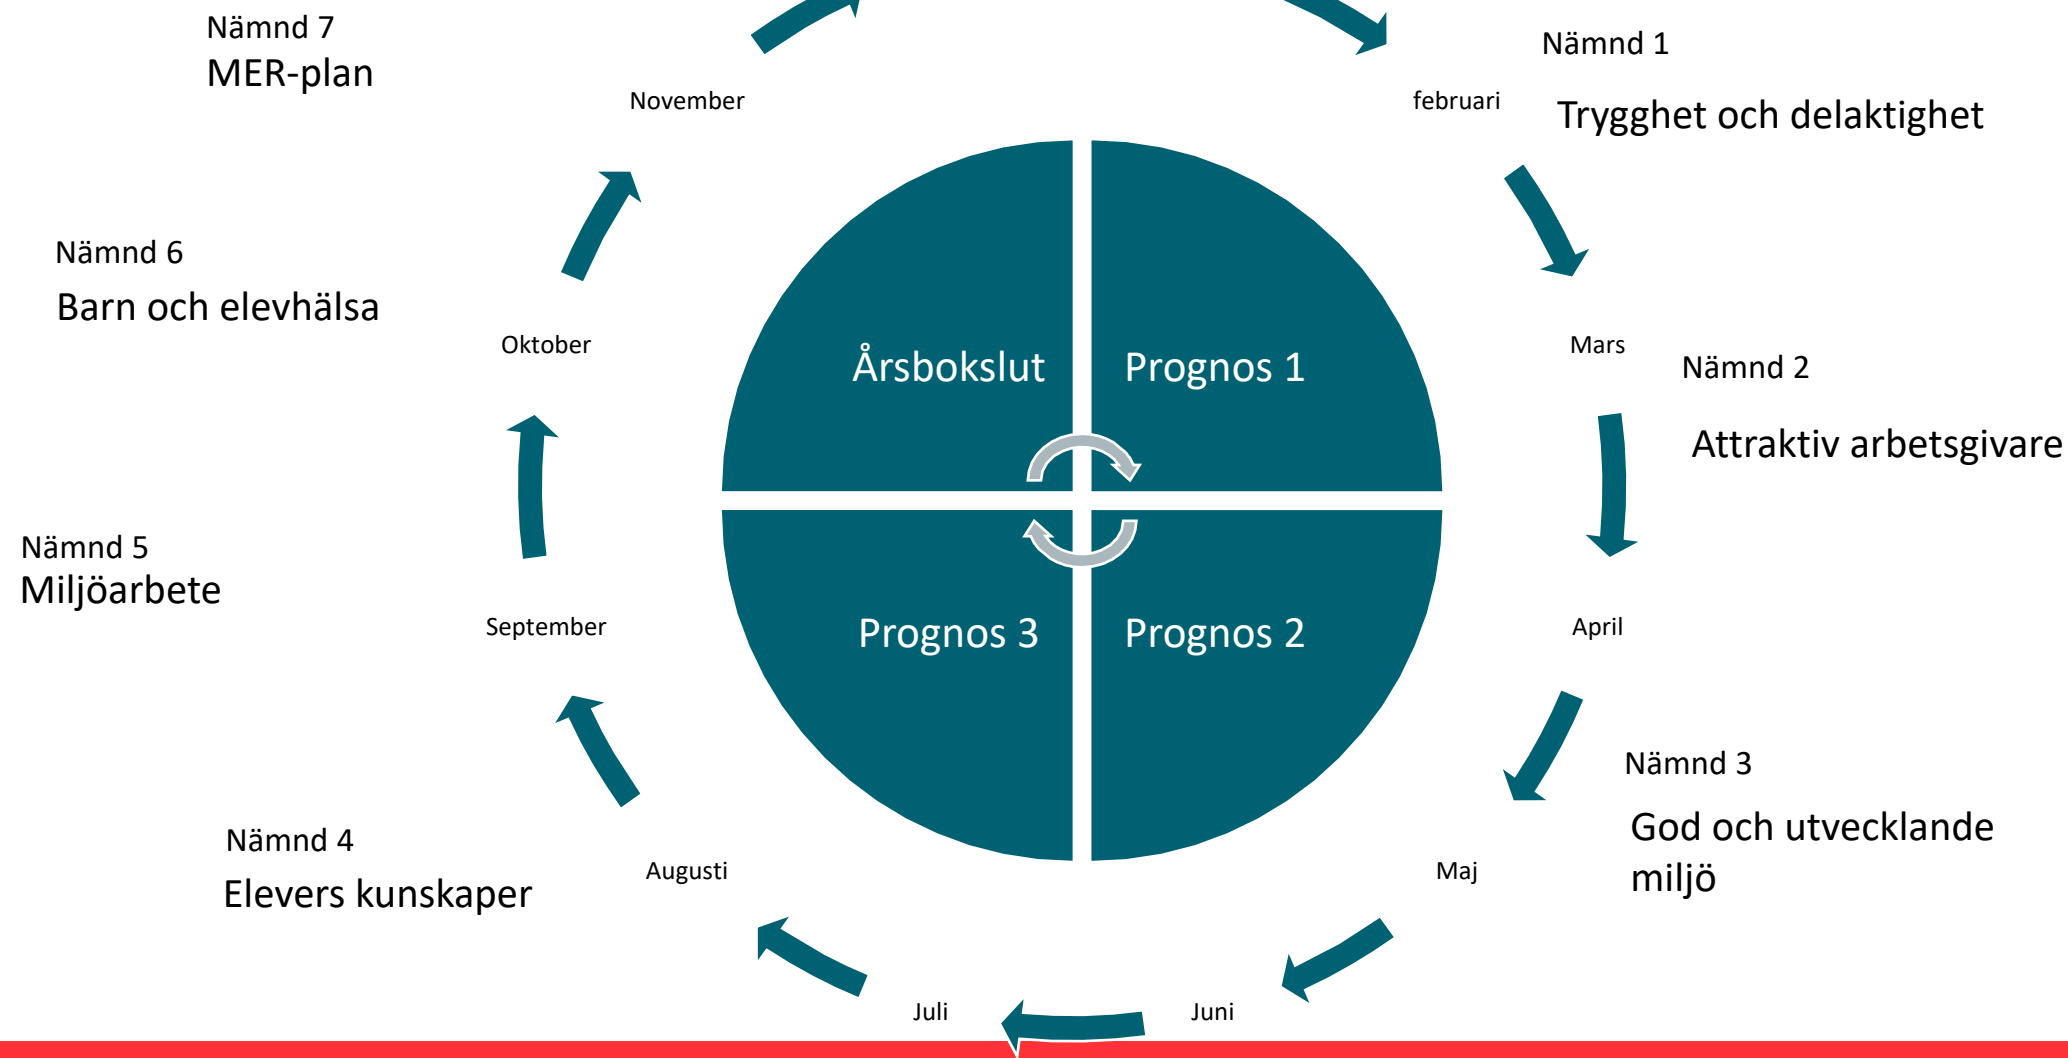 Nämnd 7
MER-plan
November
februari
Nämnd 1
Trygghet och delaktighet
Nämnd 6
Barn och elevhälsa
Oktober
Årsbokslut
Prognos 1
Mars
Nämnd 2
Attraktiv arbetsgivare
Nämnd 5
Miljöarbete
September
Prognos 3
Prognos 2
April
Nämnd 3
God och utvecklande
miljö
Nämnd 4
Elevers kunskaper
Augusti
Maj
Juli
Juni